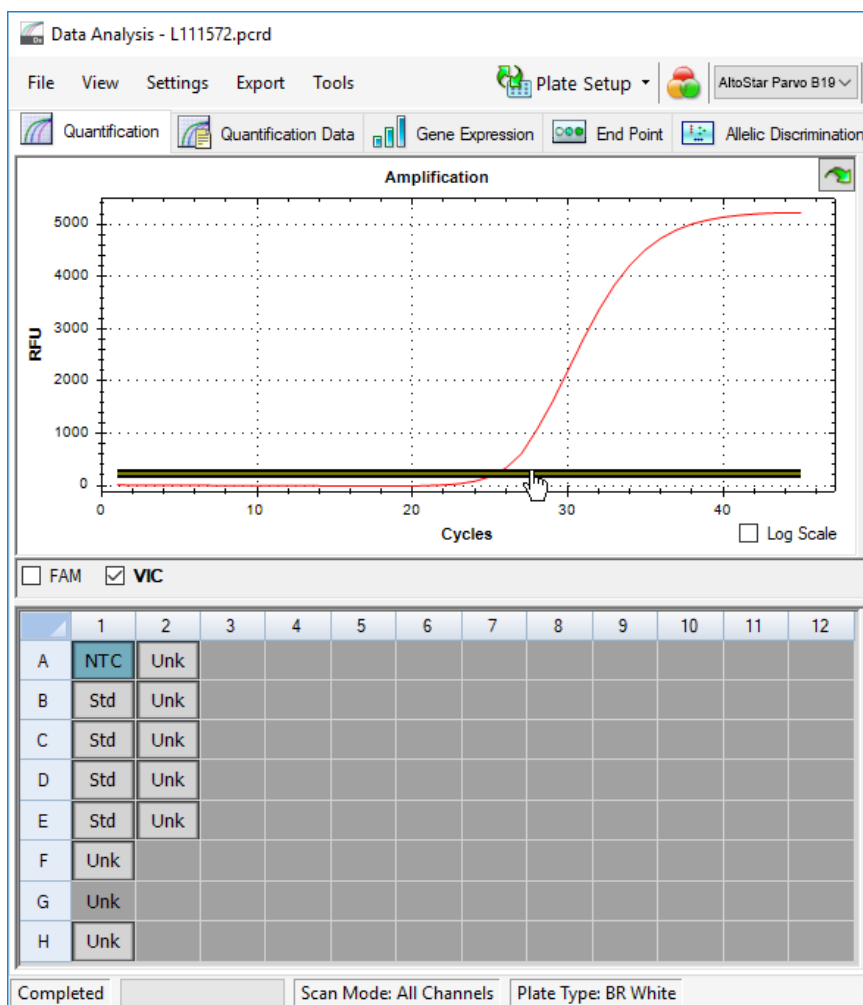 Data Analysis - L111572.pcrd
File View Settings Export Tools Plate Setup AltoStar Parvo B19
Quantification Quantification Data Gene Expression End Point Allelic Discrimination
Amplification
5000
4000
3000
2000
1000
0
RFU
0 10 20 30 40
Cycles
Log Scale
FAM VIC
1 2 3 4 5 6 7 8 9 10 11 12
A NTC Unk
B Std Unk
C Std Unk
D Std Unk
E Std Unk
F Unk
G Unk
H Unk
Completed Scan Mode: All Channels Plate Type: BR White